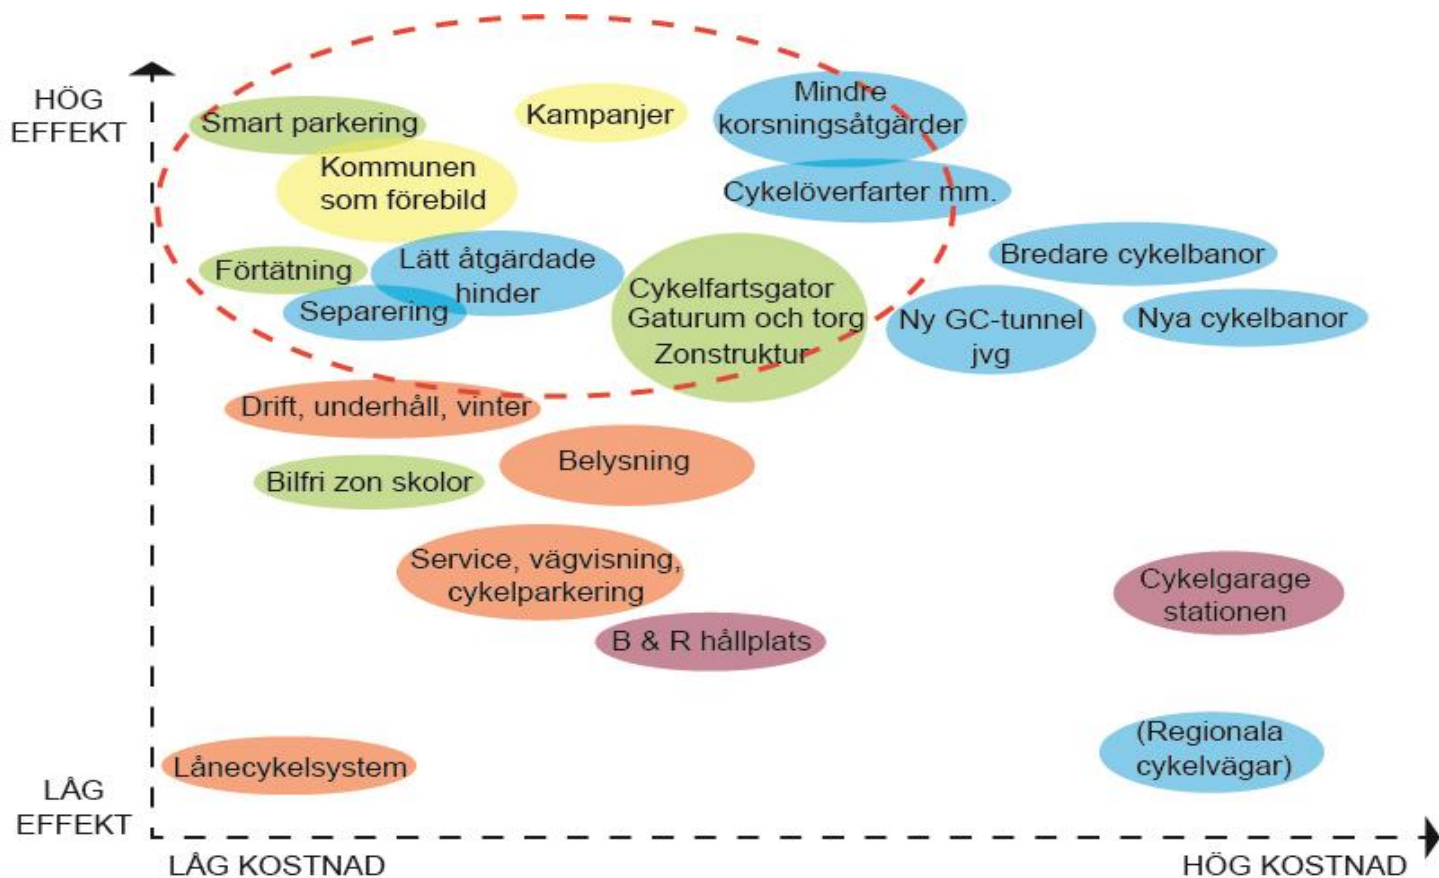 HÖG
EFFEKT
Smart parkering
Kampanjer
Mindre
korsningsåtgärder
Kommunen
som förebild
Cykelöverfarter mm.
Förtätning
Lätt åtgärdade
hinder
Separering
Cykelfartsgator
Gaturum och torg
Zonstruktur
Bredare cykelbanor
Ny GC-tunnel
jvg
Nya cykelbanor
Drift, underhåll, vinter
Belysning
Bilfri zon skolor
Service, vägvisning,
cykelparkering
B & R hållplats
Cykelgarage
stationen
Lånecykelsystem
(Regionala
cykelvägar)
LÅG
EFFEKT
LÅG KOSTNAD
HÖG KOSTNAD